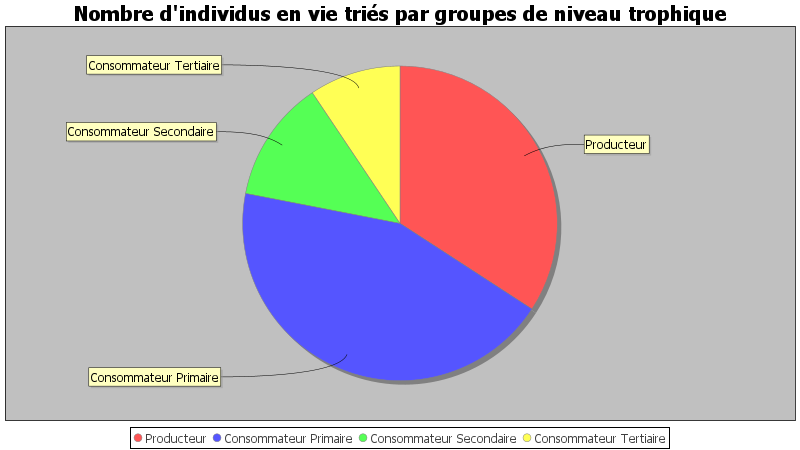 Nombre d'individus en vie triés par groupes de niveau trophique
Consommateur Tertiaire
Consommateur Secondaire
Producteur
Consommateur Primaire
Producteur Consommateur Primaire Consommateur Secondaire Consommateur Tertiaire